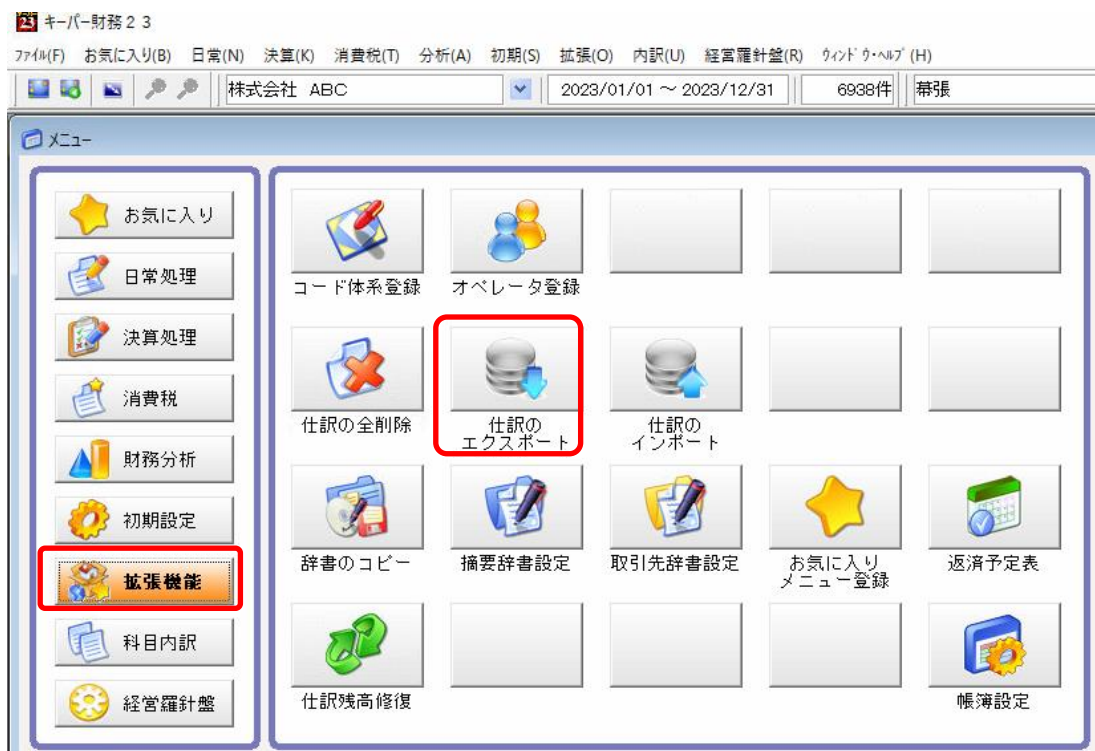 23 キーパー財務23
ファイル(F) お気に入り(B) 日常(N) 決算(K) 消費税(T) 分析(A) 初期(S) 拡張(O) 内訳(U) 経営羅針盤(R) ウィンドウ・ヘルプ(H)
株式会社 ABC 2023/01/01 ~ 2023/12/31 6938件 幕張
メニュー
お気に入り
日常処理
決算処理
消費税
財務分析
初期設定
拡張機能
科目内訳
経営羅針盤
コード体系登録 オペレータ登録
仕訳の全削除
仕訳の
エクスポート
仕訳の
インポート
辞書のコピー 摘要辞書設定 取引先辞書設定
お気に入り
メニュー登録
返済予定表
仕訳残高修復 帳簿設定